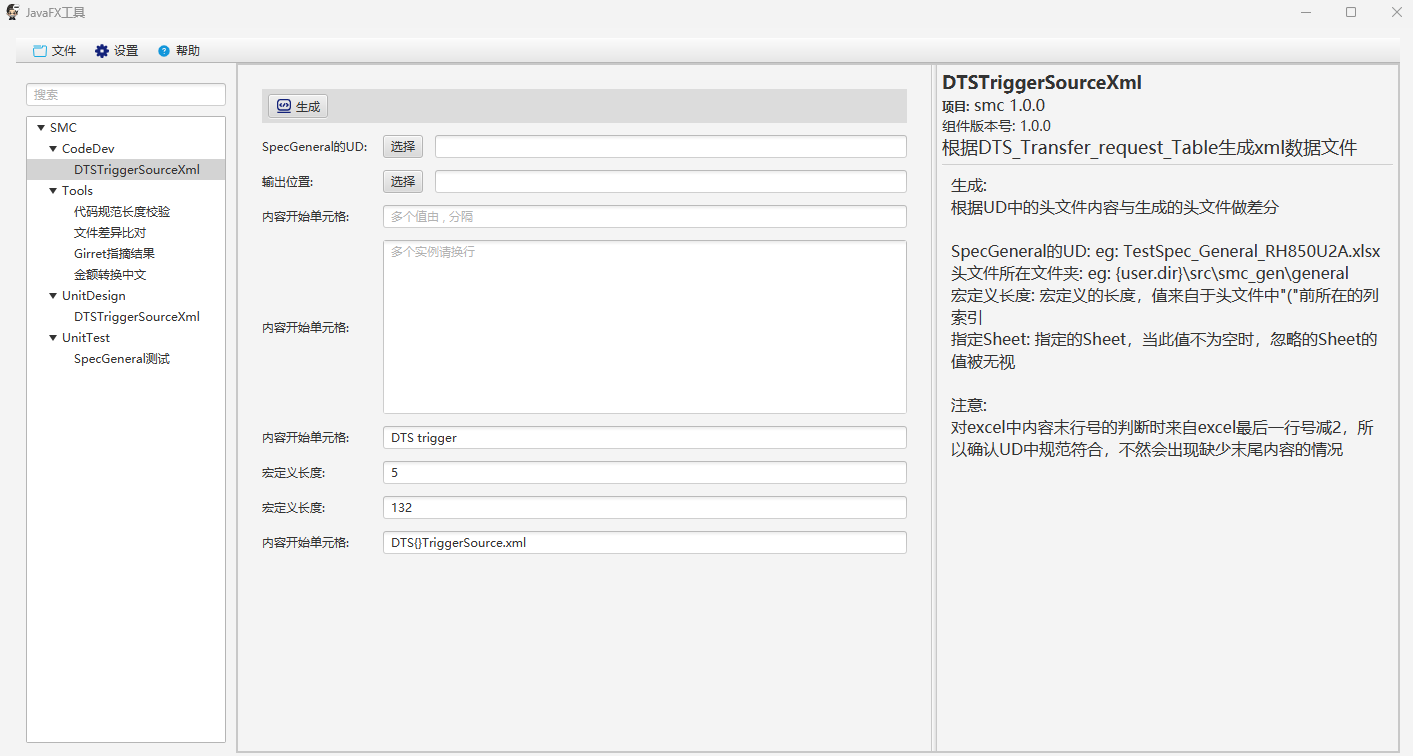 JavaFX工具
文件 设置 帮助
搜索
SMC
CodeDev
DTSTriggerSourceXml
Tools
代码规范长度校验
文件差异比对
Girret指摘结果
金额转换中文
UnitDesign
DTSTriggerSourceXml
UnitTest
SpecGeneral测试
生成
SpecGeneral的UD: 选择
输出位置: 选择
内容开始单元格: 多个值由 , 分隔
多个实例请换行
内容开始单元格:
内容开始单元格: DTS trigger
宏定义长度: 5
宏定义长度: 132
内容开始单元格: DTS{}TriggerSource.xml
DTSTriggerSourceXml
项目: smc 1.0.0
组件版本号: 1.0.0
根据DTS_Transfer_request_Table生成xml数据文件
生成:
根据UD中的头文件内容与生成的头文件做差分
SpecGeneral的UD: eg: TestSpec_General_RH850U2A.xlsx
头文件所在文件夹: eg: {user.dir}\src\smc_gen\general
宏定义长度: 宏定义的长度，值来自于头文件中"("前所在的列
索引
指定Sheet: 指定的Sheet，当此值不为空时，忽略的Sheet的
值被无视
注意:
对excel中内容末行号的判断时来自excel最后一行号减2，所
以确认UD中规范符合，不然会出现缺少末尾内容的情况